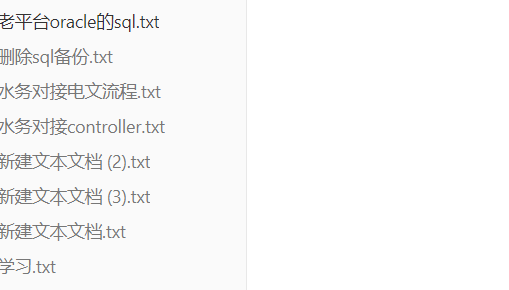 老平台oracle的sql.txt
删除sql备份.txt
水务对接电文流程.txt
水务对接controller.txt
新建文本文档 (2).txt
新建文本文档 (3).txt
新建文本文档.txt
学习.txt